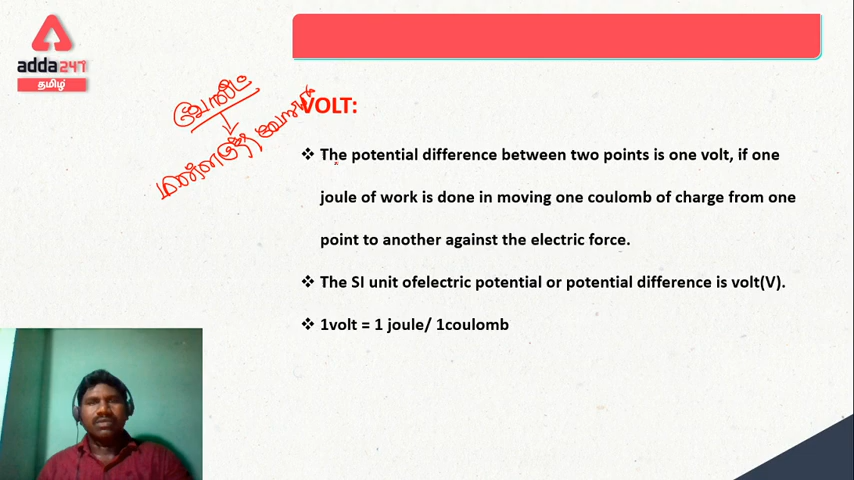 adda247
தமிழ்
வோல்ட்
VOLT:
❖ The potential difference between two points is one volt, if one
joule of work is done in moving one coulomb of charge from one
point to another against the electric force.
❖ The SI unit ofelectric potential or potential difference is volt(V).
❖ 1volt = 1 joule/ 1coulomb